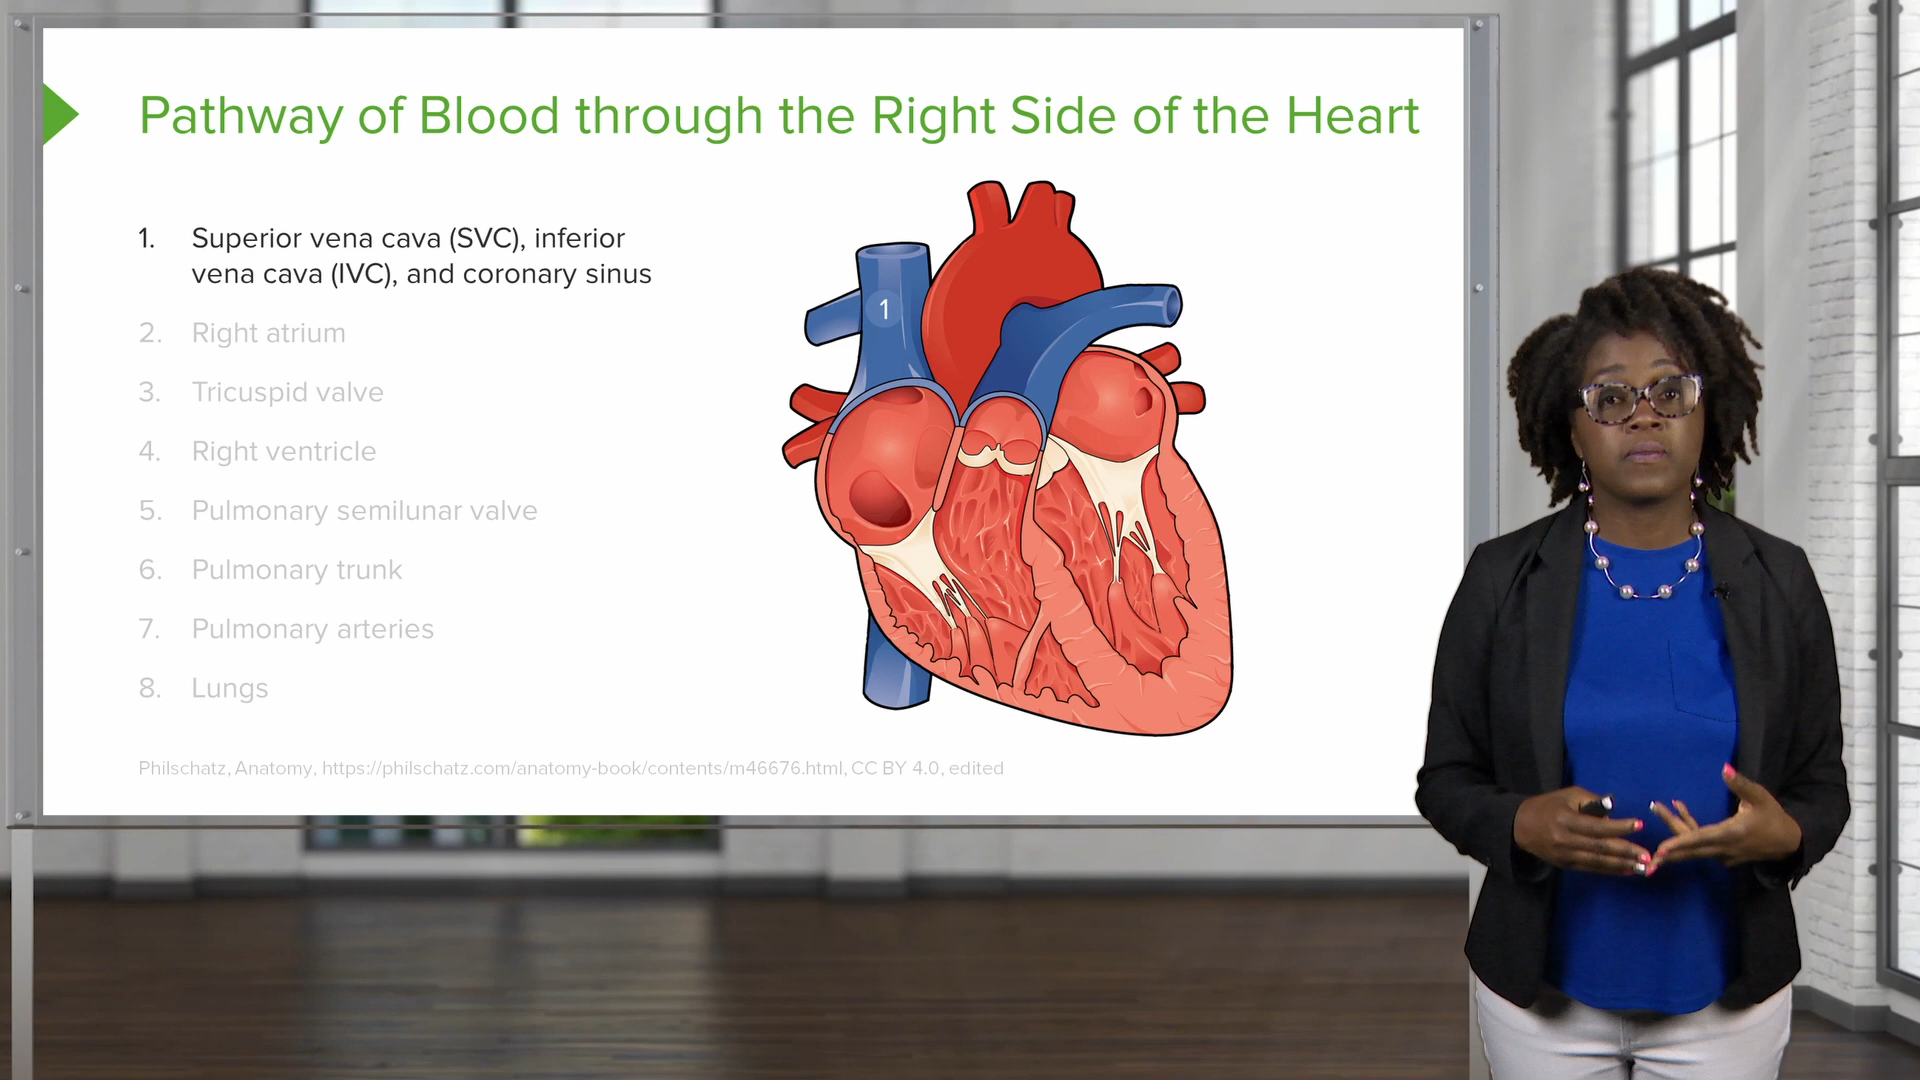 Pathway of Blood through the Right Side of the Heart
1. Superior vena cava (SVC), inferior
vena cava (IVC), and coronary sinus
2. Right atrium
3. Tricuspid valve
4. Right ventricle
5. Pulmonary semilunar valve
6. Pulmonary trunk
7. Pulmonary arteries
8. Lungs
1
Philschatz, Anatomy, https://philschatz.com/anatomy-book/contents/m46676.html, CC BY 4.0, edited